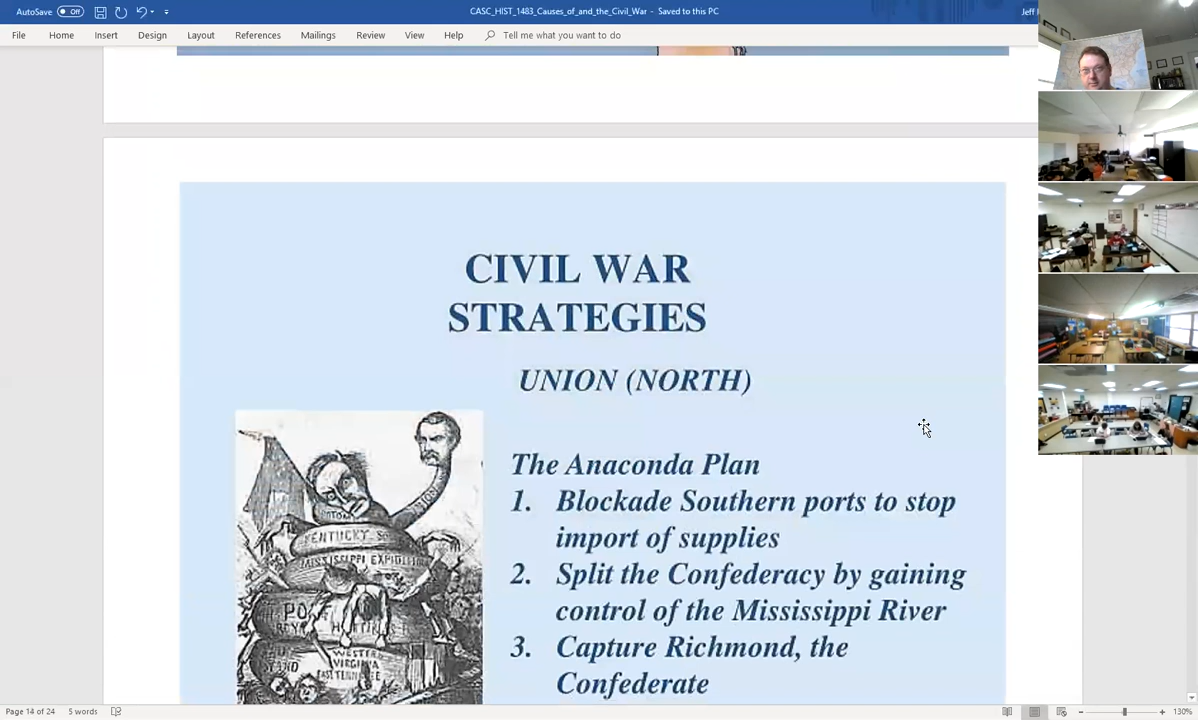 AutoSave Off
CASC_HIST_1483_Causes_of_and_the_Civil_War - Saved to this PC
Jeff
File Home Insert Design Layout References Mailings Review View Help Tell me what you want to do
CIVIL WAR
STRATEGIES
UNION (NORTH)
The Anaconda Plan
1. Blockade Southern ports to stop
import of supplies
2. Split the Confederacy by gaining
control of the Mississippi River
3. Capture Richmond, the
Confederate
KENTUCKY
MISSISSIPPI
WESTERN
VIRGINIA
EAST TENNESSEE
Page 14 of 24 5 words
130%